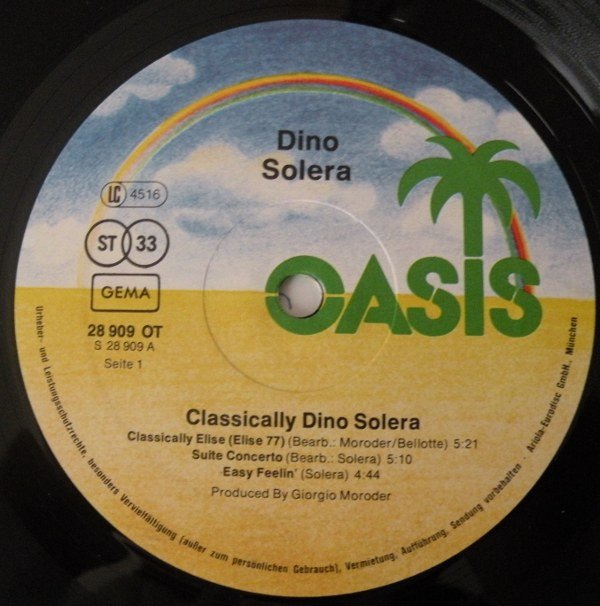 Dino
Solera
LC 4516
ST 33
GEMA
OASIS
28 909 OT
S 28 909 A
Seite 1
Classically Dino Solera
Classically Elise (Elise 77) (Bearb.: Moroder/Bellotte) 5:21
Suite Concerto (Bearb.: Solera) 5:10
Easy Feelin' (Solera) 4:44
Produced By Giorgio Moroder
Urheber- und Leistungsschutzrechte, besonders Vervielfältigung (außer zum persönlichen Gebrauch), Vermietung, Aufführung, Sendung vorbehalten · Ariola-Eurodisc GmbH., München